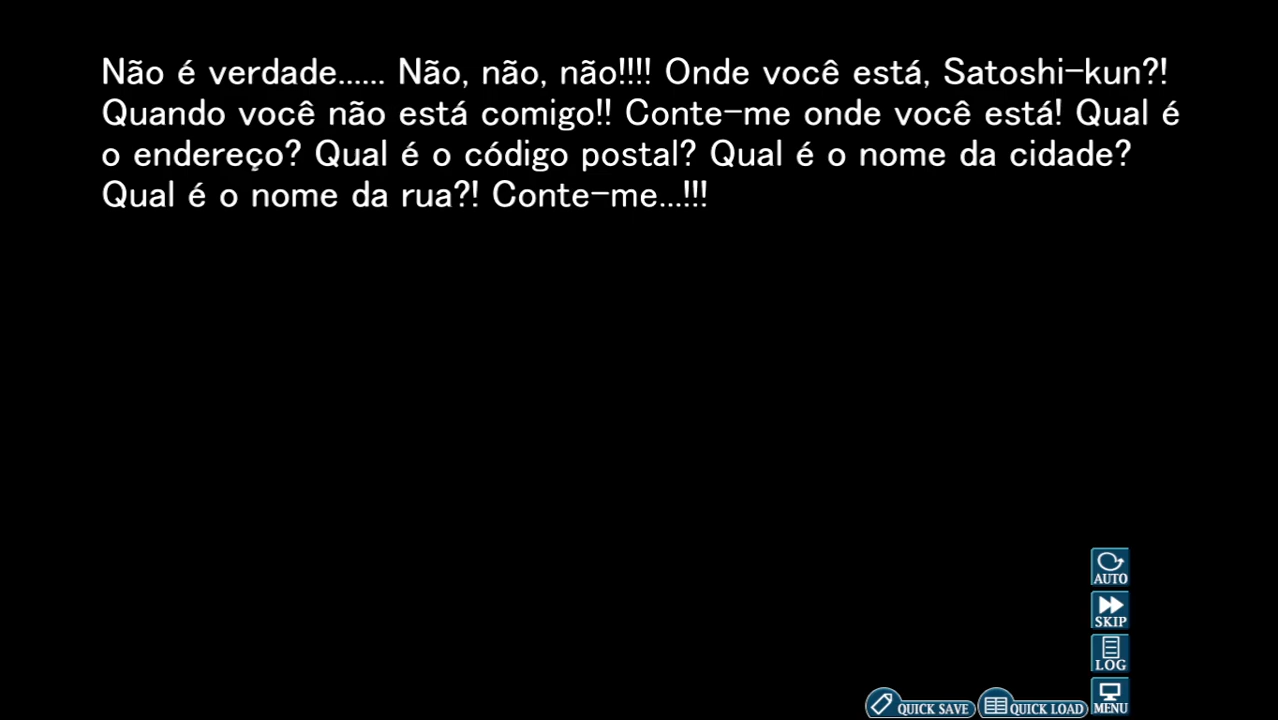 Não é verdade...... Não, não, não!!!! Onde você está, Satoshi-kun?!
Quando você não está comigo!! Conte-me onde você está! Qual é
o endereço? Qual é o código postal? Qual é o nome da cidade?
Qual é o nome da rua?! Conte-me...!!!
AUTO
SKIP
LOG
MENU
QUICK SAVE
QUICK LOAD